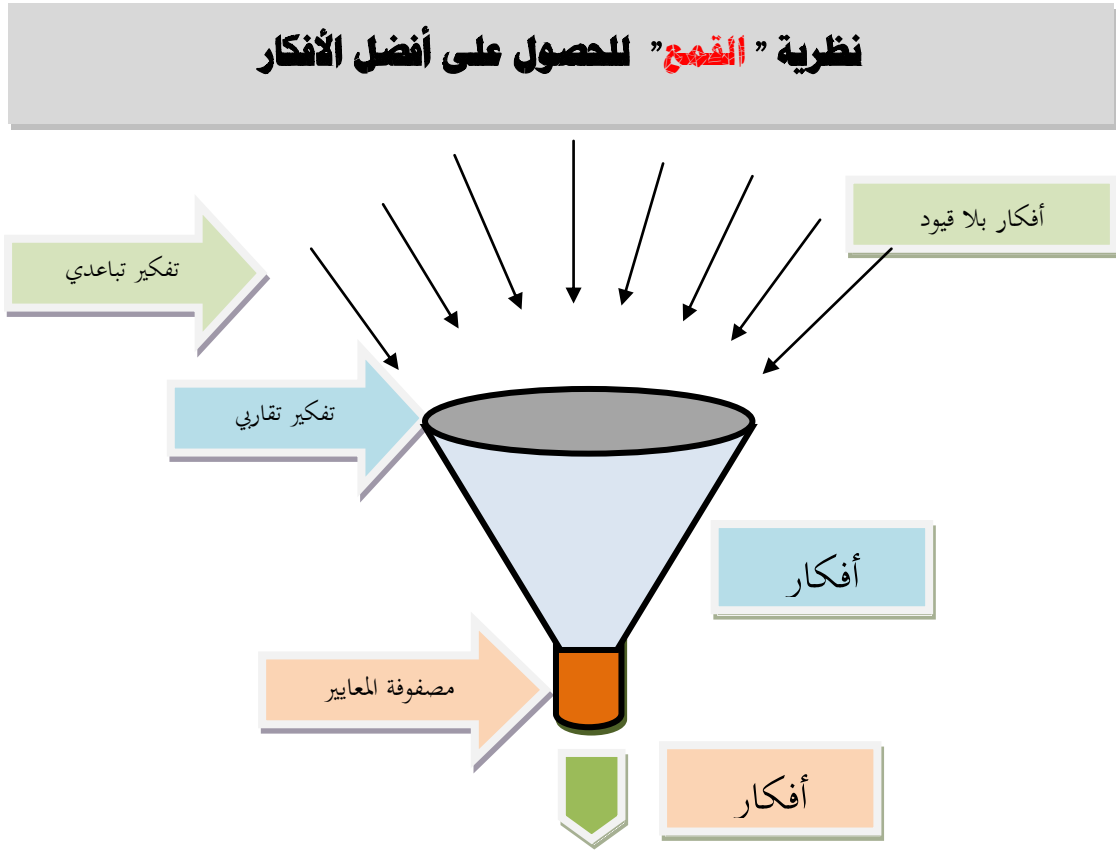 نظرية " القمع" للحصول على أفضل الأفكار
أفكار بلا قيود
تفكير تباعدي
تفكير تقاربي
أفكار
مصفوفة المعايير
أفكار